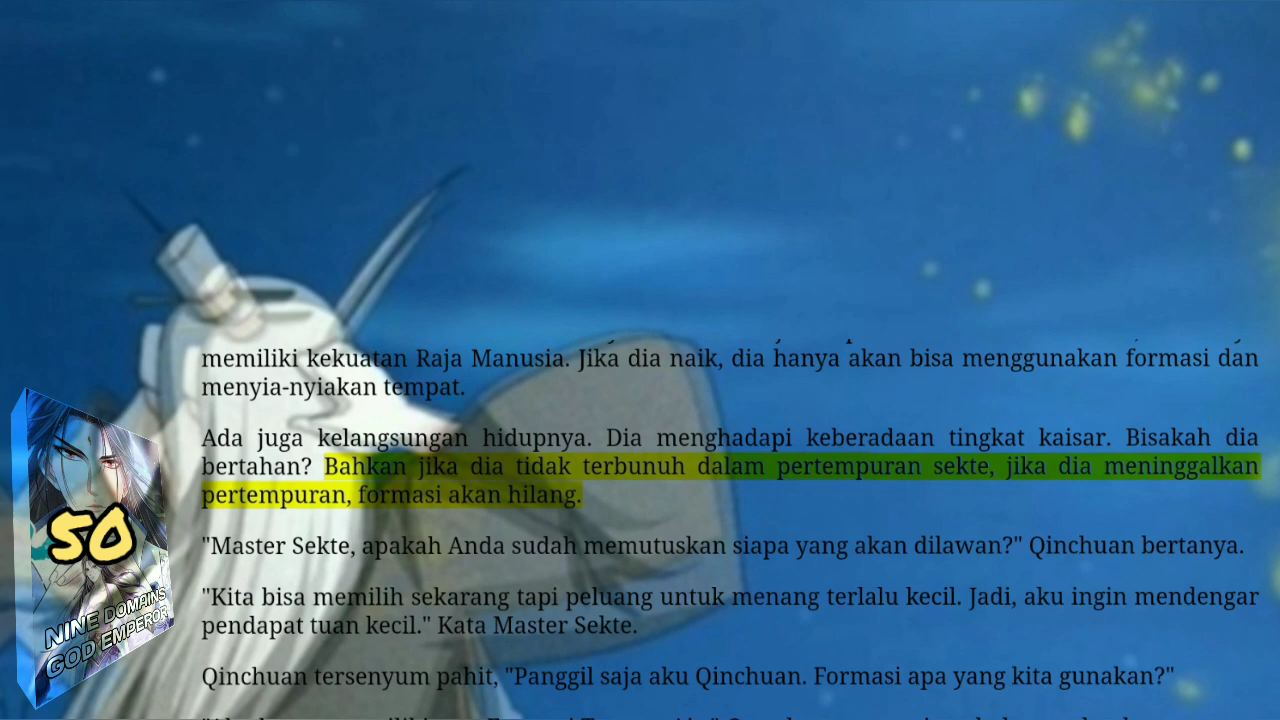 memiliki kekuatan Raja Manusia. Jika dia naik, dia hanya akan bisa menggunakan formasi dan
menyia-nyiakan tempat.
Ada juga kelangsungan hidupnya. Dia menghadapi keberadaan tingkat kaisar. Bisakah dia
bertahan? Bahkan jika dia tidak terbunuh dalam pertempuran sekte, jika dia meninggalkan
pertempuran, formasi akan hilang.
"Master Sekte, apakah Anda sudah memutuskan siapa yang akan dilawan?" Qinchuan bertanya.
"Kita bisa memilih sekarang tapi peluang untuk menang terlalu kecil. Jadi, aku ingin mendengar
pendapat tuan kecil." Kata Master Sekte.
Qinchuan tersenyum pahit, "Panggil saja aku Qinchuan. Formasi apa yang kita gunakan?"
50
NINE DOMAINS
GOD EMPEROR